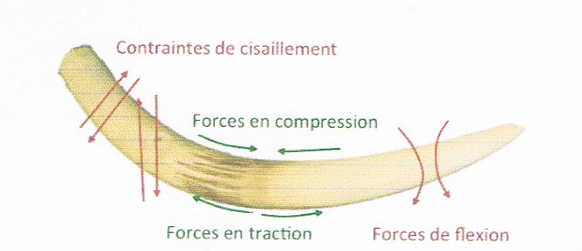 Contraintes de cisaillement
Forces en compression
Forces en traction
Forces de flexion